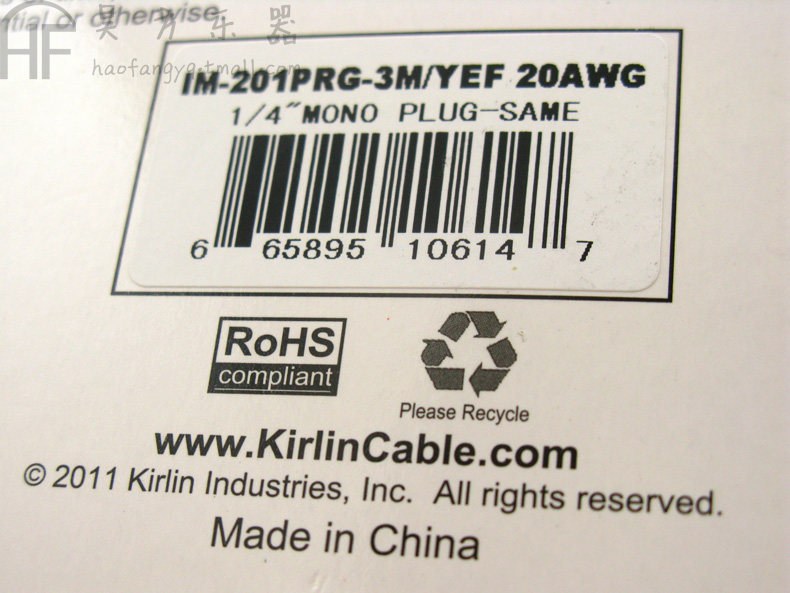 ntial or otherwise
HF
昊方乐器
haofangyq.tmall.com
IM-201PRG-3M/YEF 20AWG
1/4"MONO PLUG-SAME
6 65895 10614 7
RoHS
compliant
Please Recycle
www.KirlinCable.com
© 2011 Kirlin Industries, Inc. All rights reserved.
Made in China